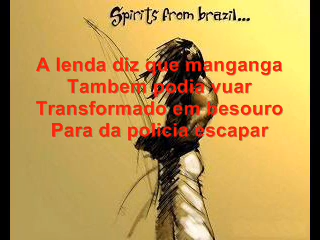 Spirits from brazil...
A lenda diz que manganga
Tambem podia vuar
Transformado em besouro
Para da policia escapar